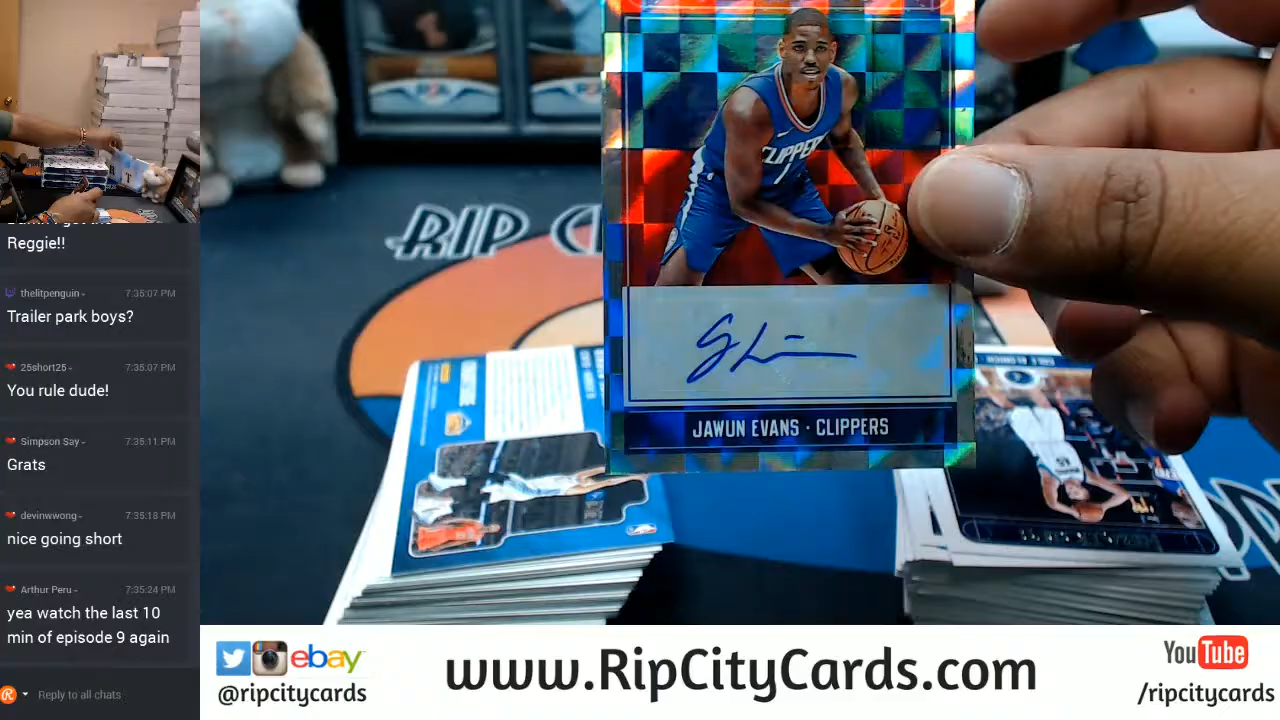 Reggie!!
thelitpenguin- 7:35:07 PM
Trailer park boys?
25short25- 7:35:07 PM
You rule dude!
Simpson Say- 7:35:11 PM
Grats
devinwwong- 7:35:18 PM
nice going short
Arthur Peru- 7:35:24 PM
yea watch the last 10
min of episode 9 again
Reply to all chats
RIP C
CLIPPERS
1
JAWUN EVANS · CLIPPERS
ebay
@ripcitycards
www.RipCityCards.com
YouTube
/ripcitycards